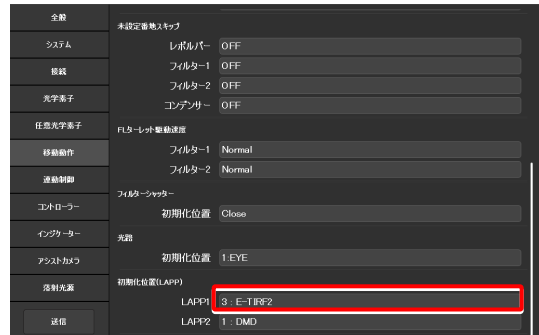 全般
システム
接続
光学素子
任意光学素子
移動動作
連動制御
コントローラー
インジケーター
アシストカメラ
落射光源
送信
未設定番地スキップ
レボルバー OFF
フィルター1 OFF
フィルター2 OFF
コンデンサー OFF
FLターレット駆動速度
フィルター1 Normal
フィルター2 Normal
フィルターシャッター
初期化位置 Close
光路
初期化位置 1:EYE
初期化位置(LAPP)
LAPP1 3 : E-TIRF2
LAPP2 1 : DMD